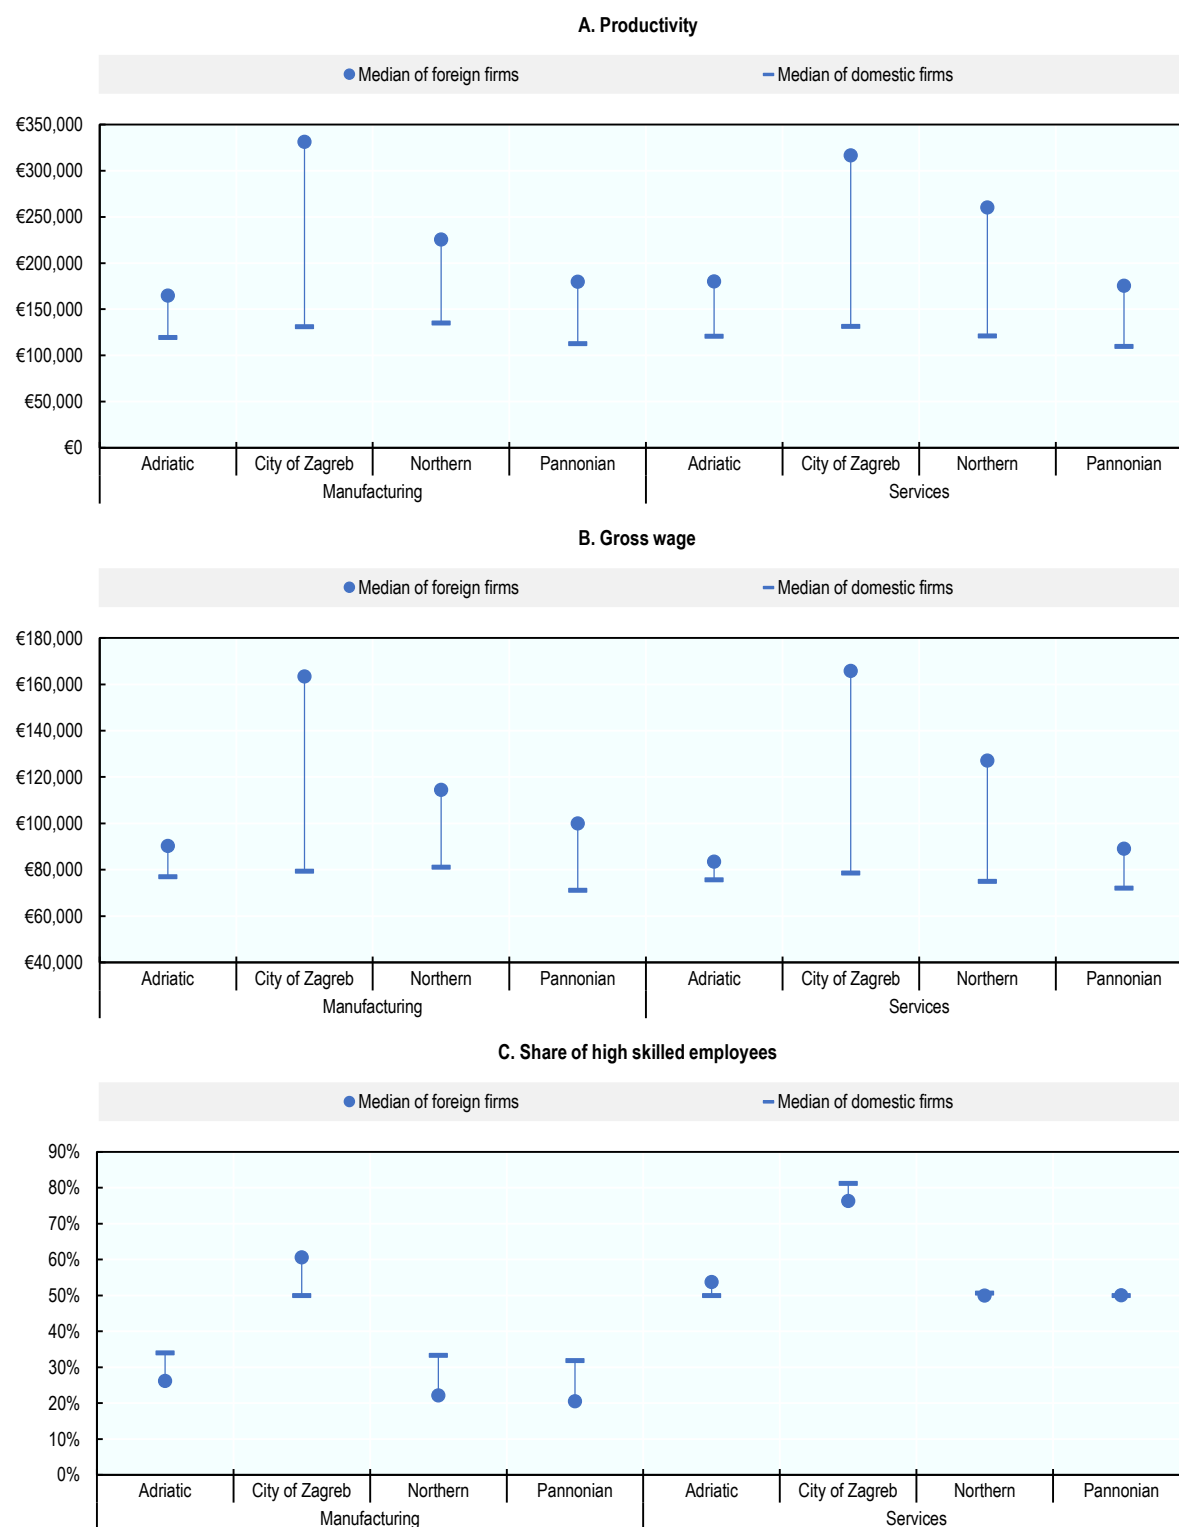 A. Productivity
Median of foreign firms Median of domestic firms
€350,000
€300,000
€250,000
€200,000
€150,000
€100,000
€50,000
€0
Adriatic City of Zagreb Northern Pannonian Adriatic City of Zagreb Northern Pannonian
Manufacturing Services
B. Gross wage
Median of foreign firms Median of domestic firms
€180,000
€160,000
€140,000
€120,000
€100,000
€80,000
€60,000
€40,000
Adriatic City of Zagreb Northern Pannonian Adriatic City of Zagreb Northern Pannonian
Manufacturing Services
C. Share of high skilled employees
Median of foreign firms Median of domestic firms
90%
80%
70%
60%
50%
40%
30%
20%
10%
0%
Adriatic City of Zagreb Northern Pannonian Adriatic City of Zagreb Northern Pannonian
Manufacturing Services